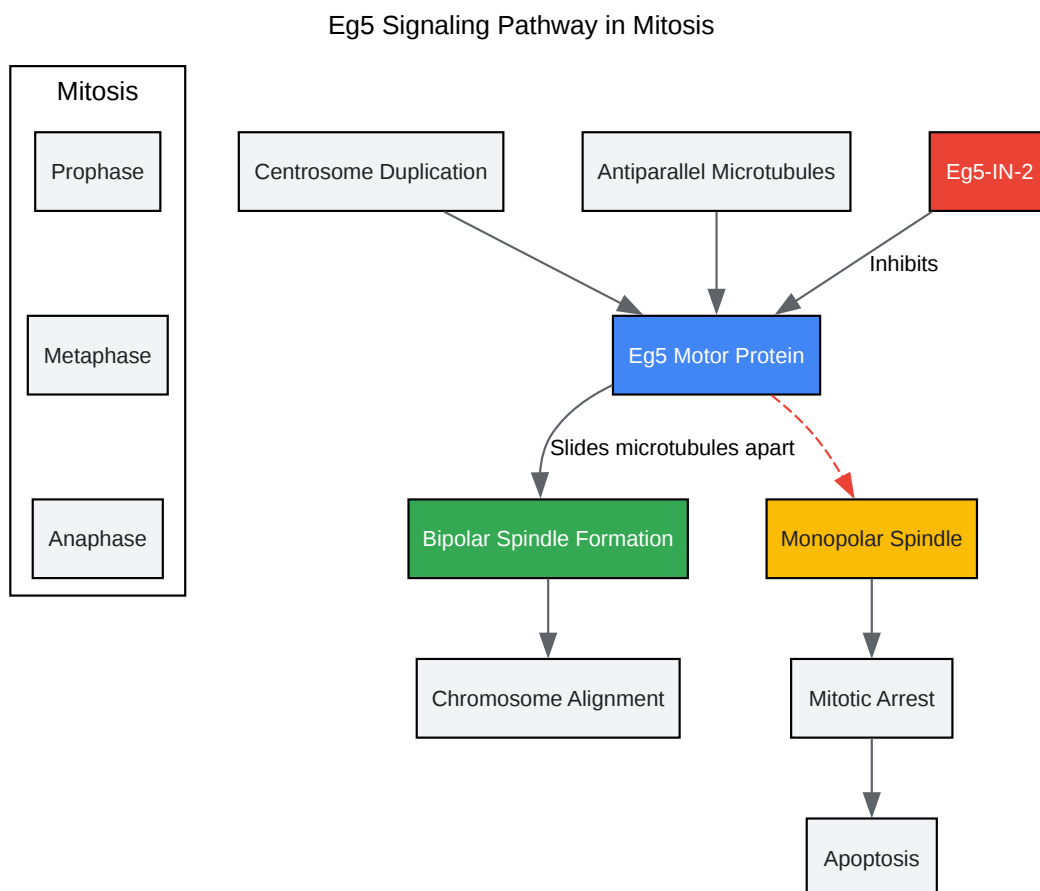 Eg5 Signaling Pathway in Mitosis
Mitosis
Prophase
Centrosome Duplication
Antiparallel Microtubules
Eg5-IN-2
Inhibits
Metaphase
Eg5 Motor Protein
Slides microtubules apart
Anaphase
Bipolar Spindle Formation
Monopolar Spindle
Chromosome Alignment
Mitotic Arrest
Apoptosis